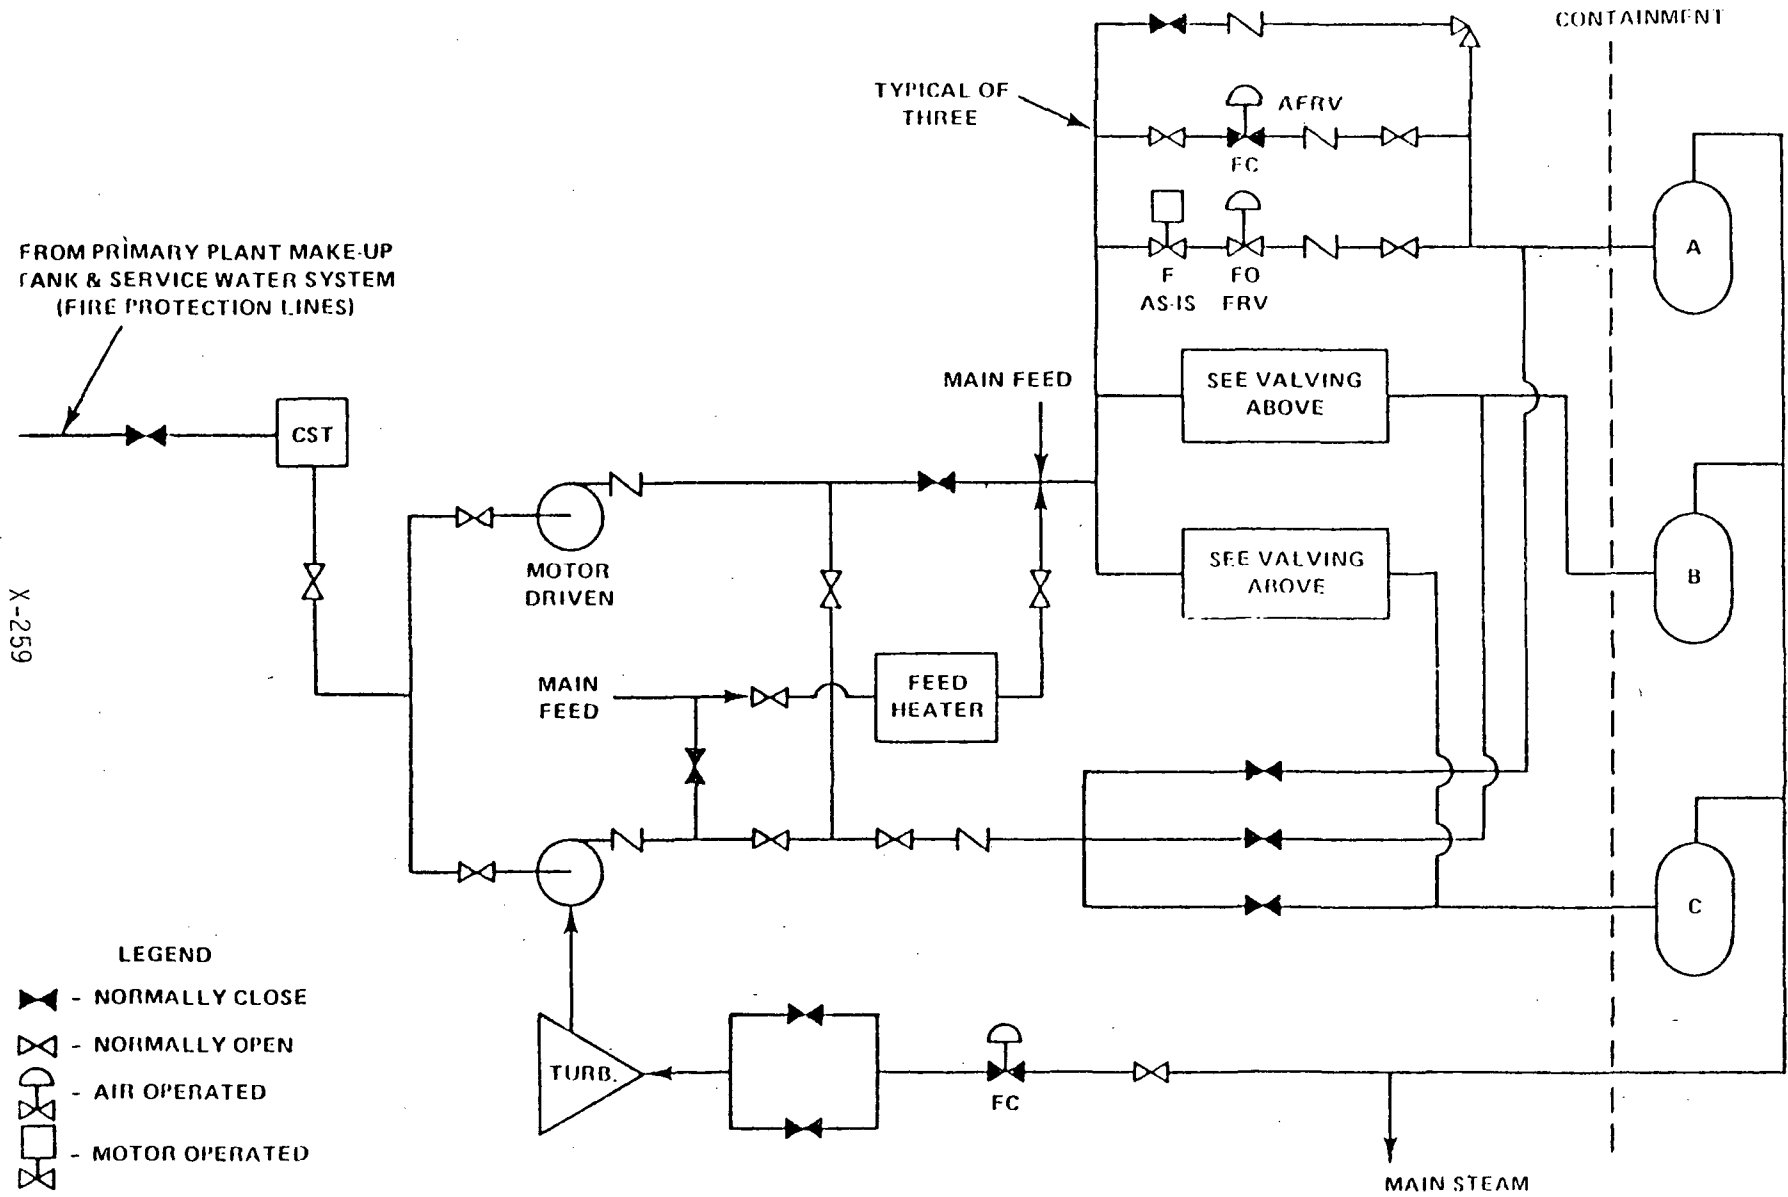 CONTAINMENT
TYPICAL OF
THREE
AFRV
FC
F
AS-IS
FO
FRV
A
FROM PRIMARY PLANT MAKE-UP
TANK & SERVICE WATER SYSTEM
(FIRE PROTECTION LINES)
MAIN FEED
SEE VALVING
ABOVE
CST
MOTOR
DRIVEN
SEE VALVING
ABOVE
B
X-259
MAIN
FEED
FEED
HEATER
C
LEGEND
- NORMALLY CLOSE
- NORMALLY OPEN
- AIR OPERATED
- MOTOR OPERATED
TURB.
FC
MAIN STEAM